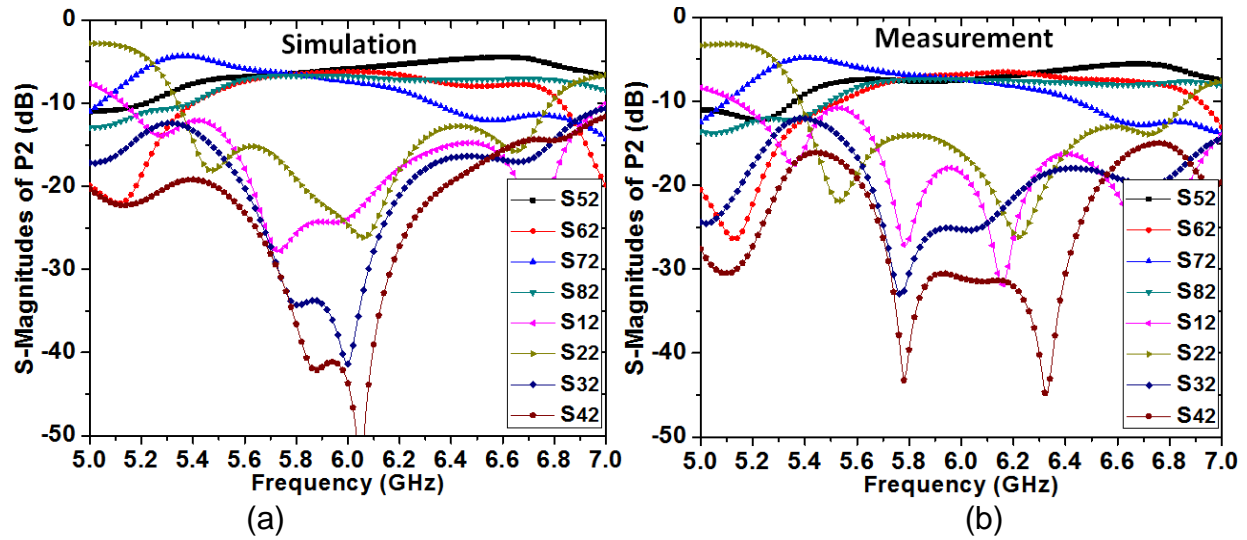 Simulation
S-Magnitudes of P2 (dB)
0
-10
-20
-30
-40
-50
S52
S62
S72
S82
S12
S22
S32
S42
5.0 5.2 5.4 5.6 5.8 6.0 6.2 6.4 6.6 6.8 7.0
Frequency (GHz)
(a)
Measurement
S-Magnitudes of P2 (dB)
0
-10
-20
-30
-40
-50
S52
S62
S72
S82
S12
S22
S32
S42
5.0 5.2 5.4 5.6 5.8 6.0 6.2 6.4 6.6 6.8 7.0
Frequency (GHz)
(b)